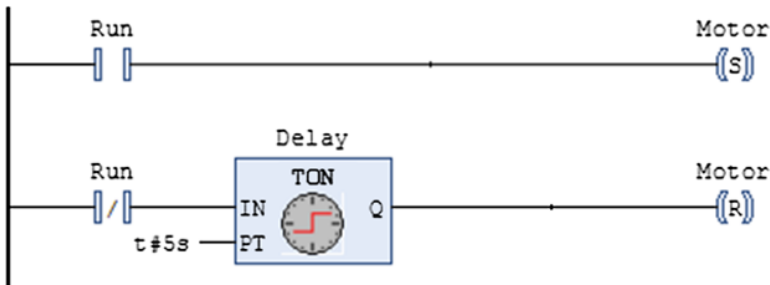 Run Motor
S
Delay
Run TON Motor
/ IN Q R
t#5s PT